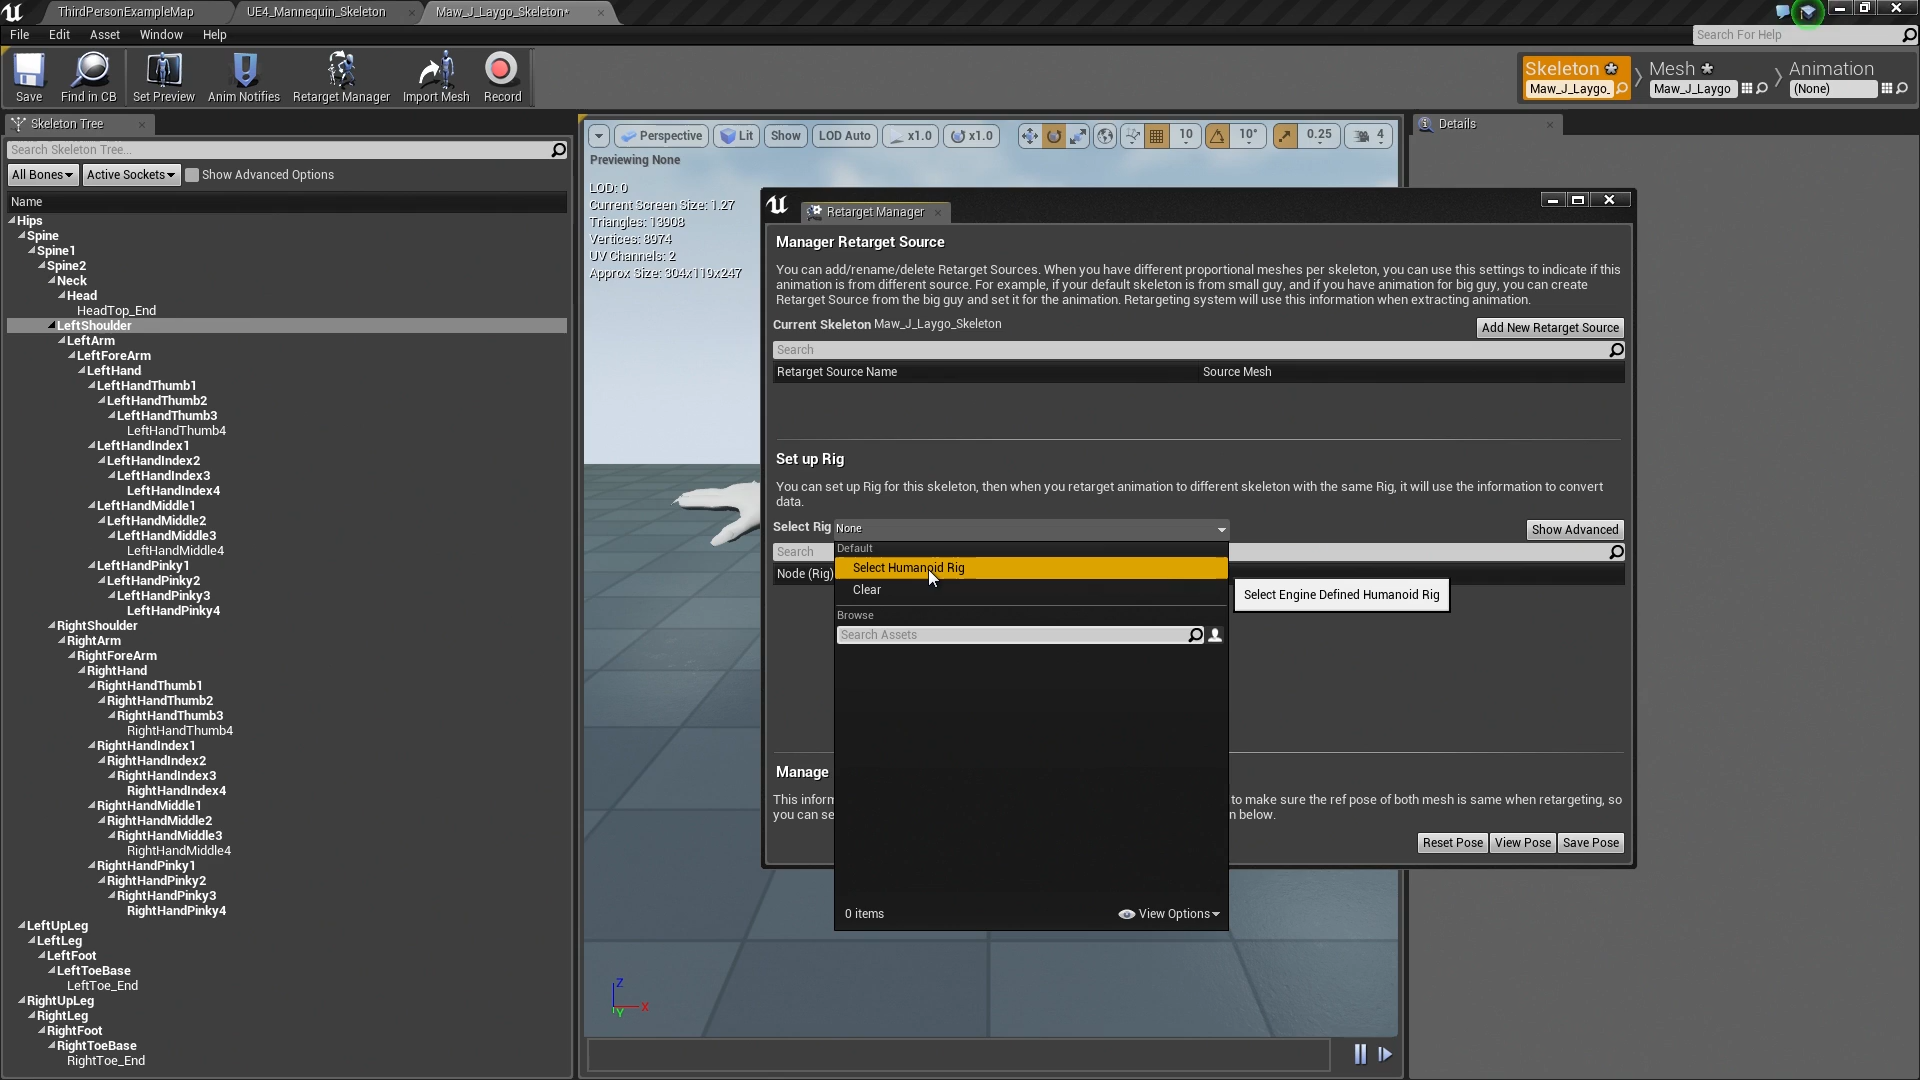 ThirdPersonExampleMap
UE4_Mannequin_Skeleton
Maw_J_Laygo_Skeleton*
File Edit Asset Window Help
Search For Help
Save
Find in CB
Set Preview
Anim Notifies
Retarget Manager
Import Mesh
Record
Skeleton
Maw_J_Laygo_
Mesh
Maw_J_Laygo
Animation
(None)
Skeleton Tree
Search Skeleton Tree...
All Bones
Active Sockets
Show Advanced Options
Name
Hips
Spine
Spine1
Spine2
Neck
Head
HeadTop_End
LeftShoulder
LeftArm
LeftForeArm
LeftHand
LeftHandThumb1
LeftHandThumb2
LeftHandThumb3
LeftHandThumb4
LeftHandIndex1
LeftHandIndex2
LeftHandIndex3
LeftHandIndex4
LeftHandMiddle1
LeftHandMiddle2
LeftHandMiddle3
LeftHandMiddle4
LeftHandPinky1
LeftHandPinky2
LeftHandPinky3
LeftHandPinky4
RightShoulder
RightArm
RightForeArm
RightHand
RightHandThumb1
RightHandThumb2
RightHandThumb3
RightHandThumb4
RightHandIndex1
RightHandIndex2
RightHandIndex3
RightHandIndex4
RightHandMiddle1
RightHandMiddle2
RightHandMiddle3
RightHandMiddle4
RightHandPinky1
RightHandPinky2
RightHandPinky3
RightHandPinky4
LeftUpLeg
LeftLeg
LeftFoot
LeftToeBase
LeftToe_End
RightUpLeg
RightLeg
RightFoot
RightToeBase
RightToe_End
Perspective
Lit
Show
LOD Auto
x1.0
x1.0
10
10°
0.25
4
Previewing None
LOD: 0
Current Screen Size: 1.27
Triangles: 13908
Vertices: 8974
UV Channels: 2
Approx Size: 304x119x247
Z
X
Y
Details
Retarget Manager
Manager Retarget Source
You can add/rename/delete Retarget Sources. When you have different proportional meshes per skeleton, you can use this settings to indicate if this
animation is from different source. For example, if your default skeleton is from small guy, and if you have animation for big guy, you can create
Retarget Source from the big guy and set it for the animation. Retargeting system will use this information when extracting animation.
Current Skeleton Maw_J_Laygo_Skeleton
Add New Retarget Source
Search
Retarget Source Name
Source Mesh
Set up Rig
You can set up Rig for this skeleton, then when you retarget animation to different skeleton with the same Rig, it will use the information to convert
data.
Select Rig
None
Show Advanced
Search
Node (Rig)
Default
Select Humanoid Rig
Clear
Select Engine Defined Humanoid Rig
Browse
Search Assets
0 items
View Options
Manage
This inform
to make sure the ref pose of both mesh is same when retargeting, so
you can se
n below.
Reset Pose
View Pose
Save Pose